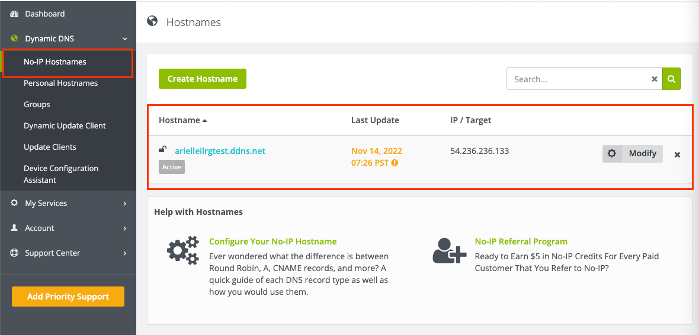 Dashboard
Dynamic DNS
No-IP Hostnames
Personal Hostnames
Groups
Dynamic Update Client
Update Clients
Device Configuration
Assistant
My Services
Account
Support Center
Add Priority Support
Hostnames
Create Hostname
Search...
Hostname
Last Update
IP / Target
arielleilrgtest.ddns.net
Active
Nov 14, 2022
07:26 PST
54.236.236.133
Modify
Help with Hostnames
Configure Your No-IP Hostname
Ever wondered what the difference is between
Round Robin, A, CNAME records, and more? A
quick guide of each DNS record type as well as
how you would use them.
No-IP Referral Program
Ready to Earn $5 in No-IP Credits For Every Paid
Customer That You Refer to No-IP?